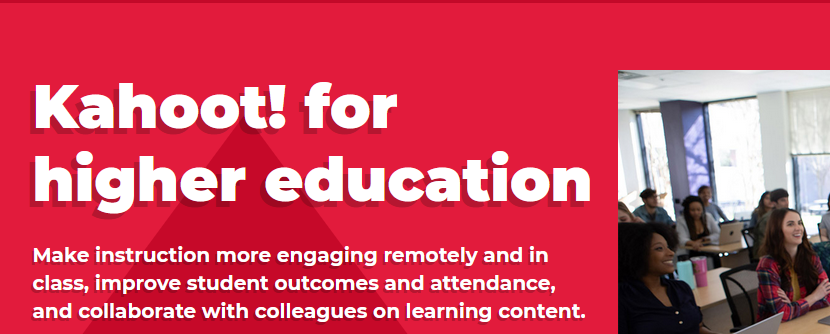 Kahoot! for
higher education
Make instruction more engaging remotely and in
class, improve student outcomes and attendance,
and collaborate with colleagues on learning content.